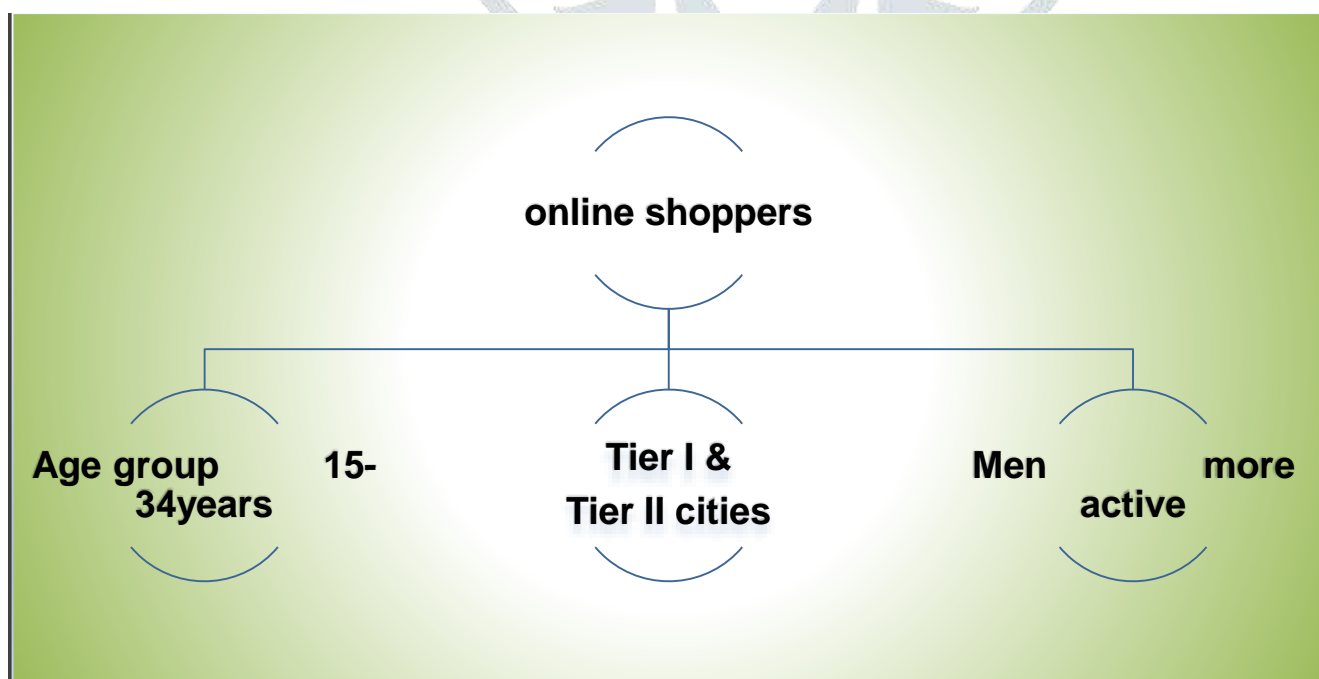 online shoppers
Age group 15-
34years
Tier I &
Tier II cities
Men more
active